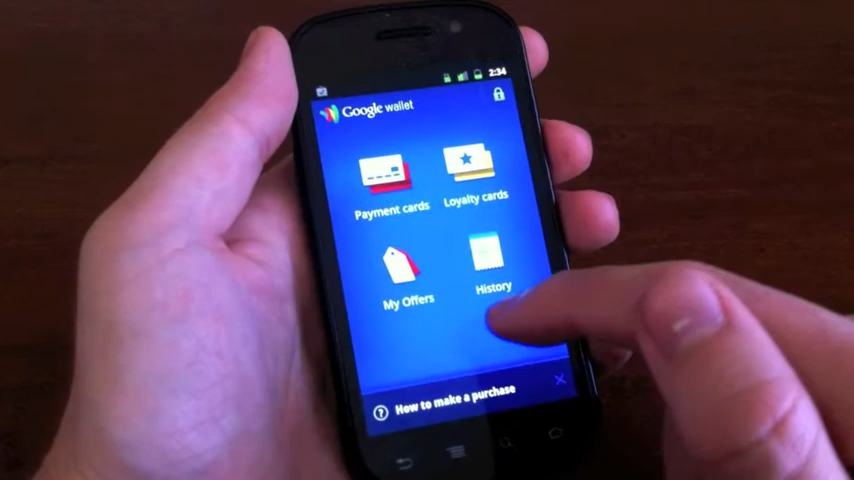 2:34
Google wallet
Payment cards
Loyalty cards
My Offers
History
How to make a purchase